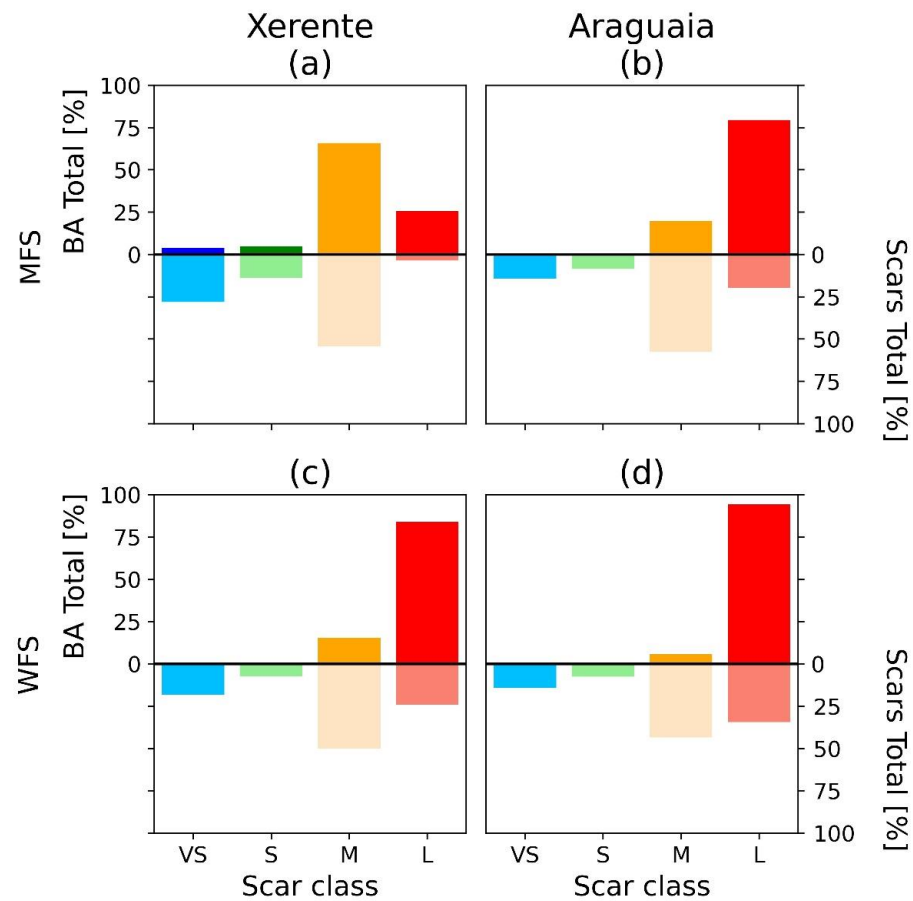 Xerente
Araguaia
(a)
(b)
MFS
BA Total [%]
100
75
50
25
0
0
25
50
75
100
Scars Total [%]
(c)
(d)
WFS
BA Total [%]
100
75
50
25
0
0
25
50
75
100
Scars Total [%]
VS S M L
VS S M L
Scar class
Scar class